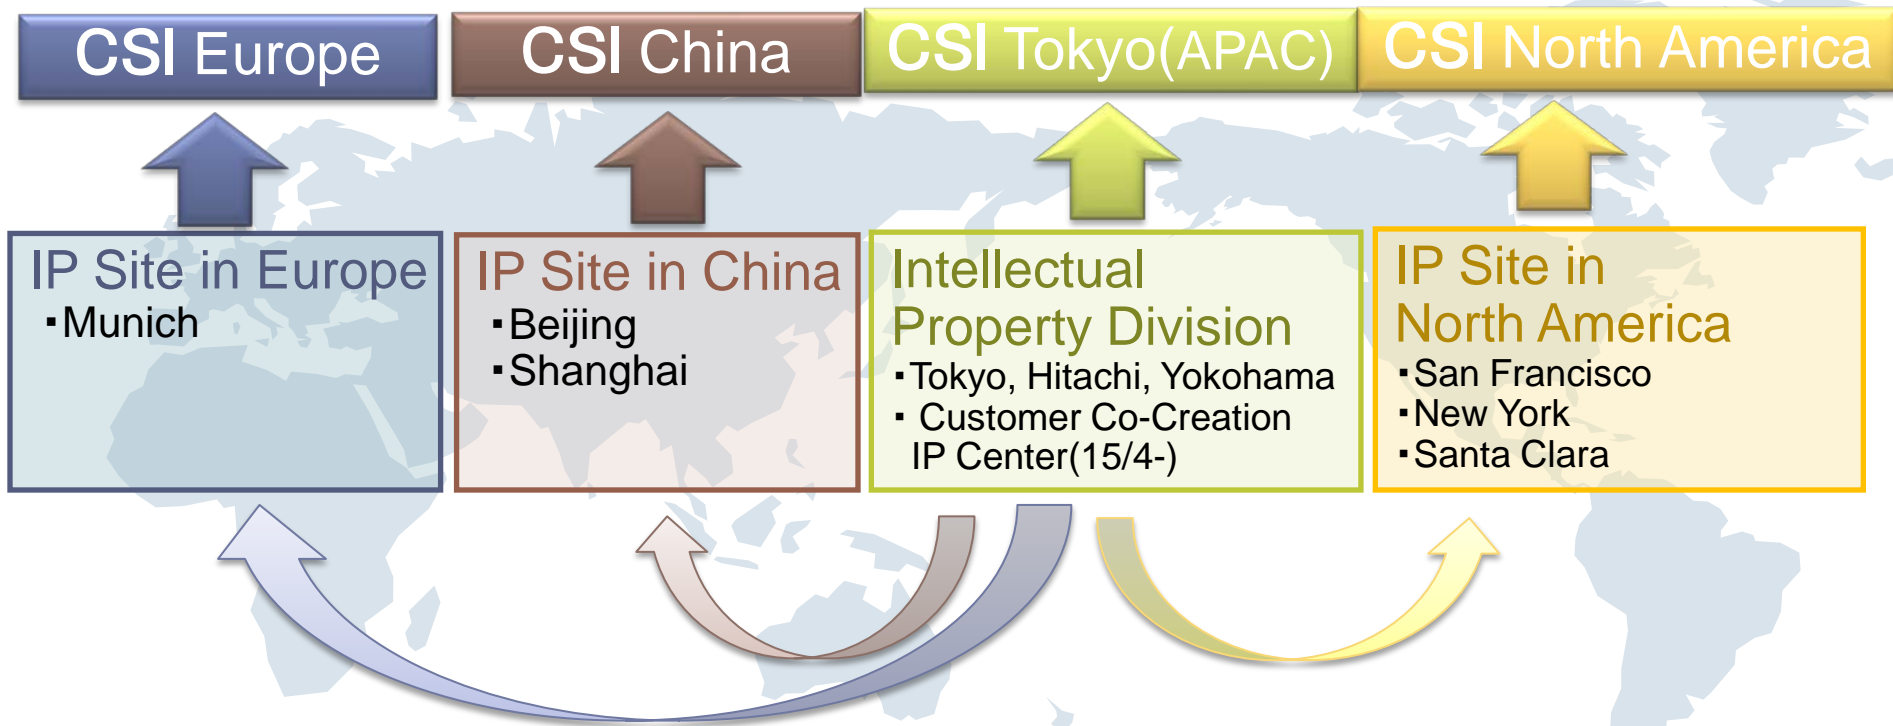 CSI Europe
CSI China
CSI Tokyo(APAC)
CSI North America
IP Site in Europe
▪Munich
IP Site in China
▪Beijing
▪Shanghai
Intellectual
Property Division
▪Tokyo, Hitachi, Yokohama
▪ Customer Co-Creation
IP Center(15/4-)
IP Site in
North America
▪San Francisco
▪New York
▪Santa Clara